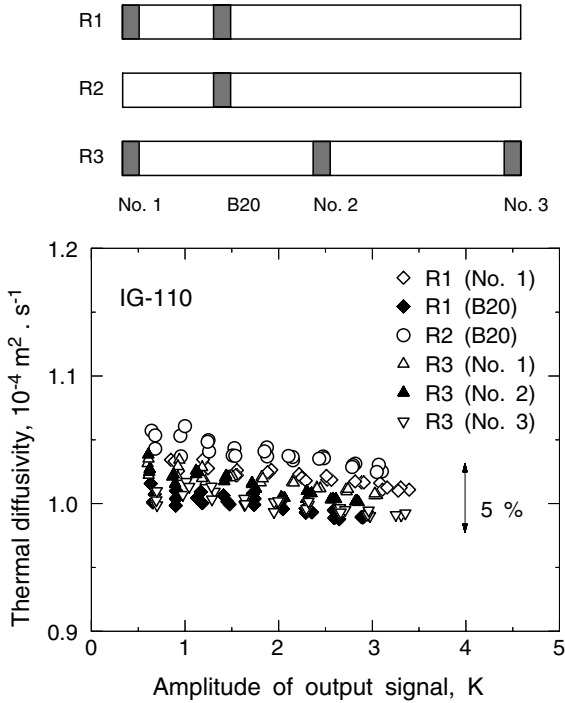 R1
R2
R3
No. 1 B20 No. 2 No. 3
1.2
IG-110
R1 (No. 1)
R1 (B20)
R2 (B20)
R3 (No. 1)
R3 (No. 2)
R3 (No. 3)
1.1
1.0
0.9
5 %
Thermal diffusivity, 10⁻⁴ m² . s⁻¹
0 1 2 3 4 5
Amplitude of output signal, K